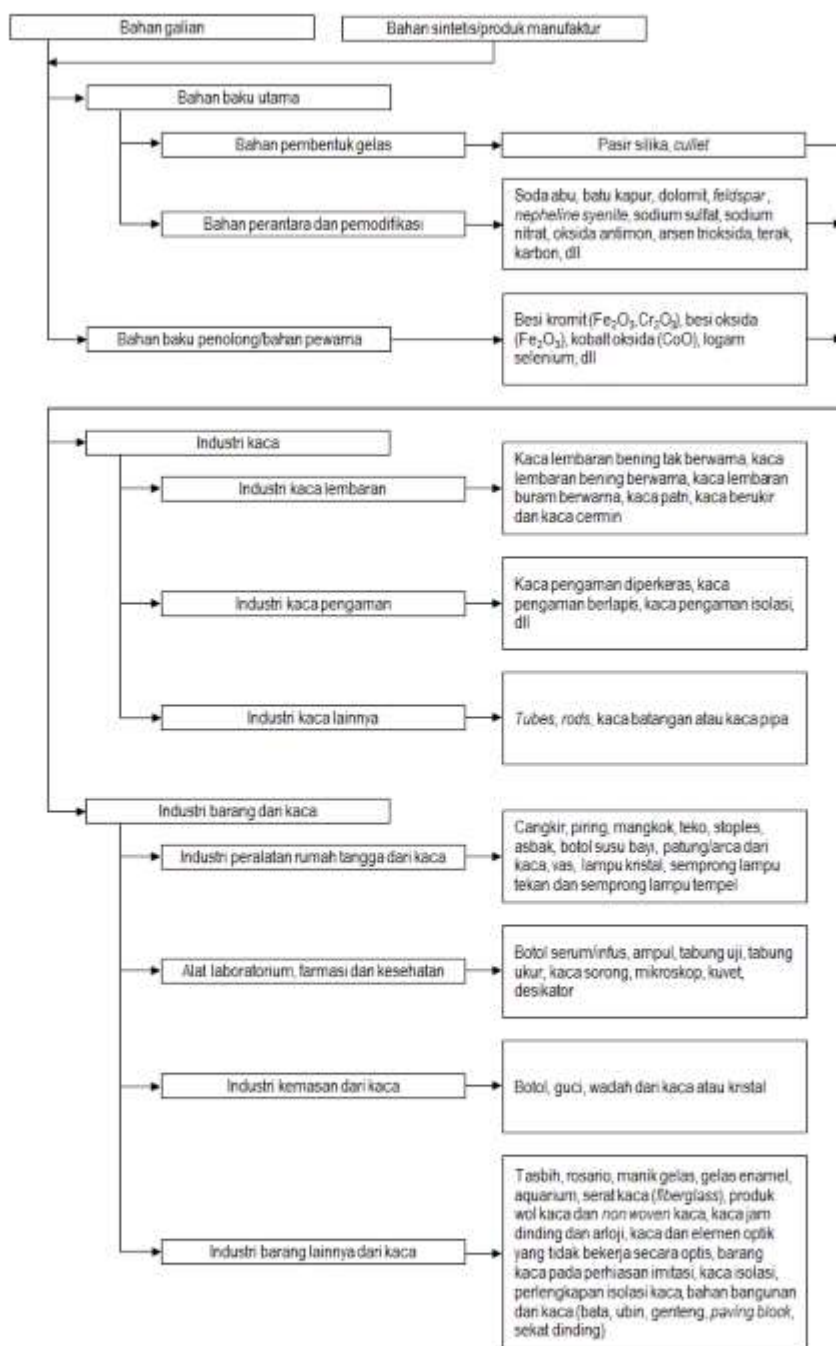 Bahan galian
Bahan sintetis/produk manufaktur
Bahan baku utama
Bahan pembentuk gelas
Pasir silika, cullet
Bahan perantara dan pemodifikasi
Soda abu, batu kapur, dolomit, feldspar,
nepheline syenite, sodium sulfat, sodium
nitrat, oksida antimon, arsen trioksida, terak,
karbon, dll
Bahan baku penolong/bahan pewarna
Besi kromit (Fe₂O₃.Cr₂O₃), besi oksida
(Fe₂O₃), kobalt oksida (CoO), logam
selenium, dll
Industri kaca
Industri kaca lembaran
Kaca lembaran bening tak berwarna, kaca
lembaran bening berwarna, kaca lembaran
buram berwarna, kaca patri, kaca berukir
dan kaca cermin
Industri kaca pengaman
Kaca pengaman diperkeras, kaca
pengaman berlapis, kaca pengaman isolasi,
dll
Industri kaca lainnya
Tubes, rods, kaca batangan atau kaca pipa
Industri barang dari kaca
Industri peralatan rumah tangga dari kaca
Cangkir, piring, mangkok, teko, stoples,
asbak, botol susu bayi, patung/arca dari
kaca, vas, lampu kristal, semprong lampu
tekan dan semprong lampu tempel
Alat laboratorium, farmasi dan kesehatan
Botol serum/infus, ampul, tabung uji, tabung
ukur, kaca sorong, mikroskop, kuvet,
desikator
Industri kemasan dari kaca
Botol, guci, wadah dari kaca atau kristal
Industri barang lainnya dari kaca
Tasbih, rosario, manik gelas, gelas enamel,
aquarium, serat kaca (fiberglass), produk
wol kaca dan non woven kaca, kaca jam
dinding dan arloji, kaca dan elemen optik
yang tidak bekerja secara optis, barang
kaca pada perhiasan imitasi, kaca isolasi,
perlengkapan isolasi kaca, bahan bangunan
dari kaca (bata, ubin, genteng, paving block,
sekat dinding)